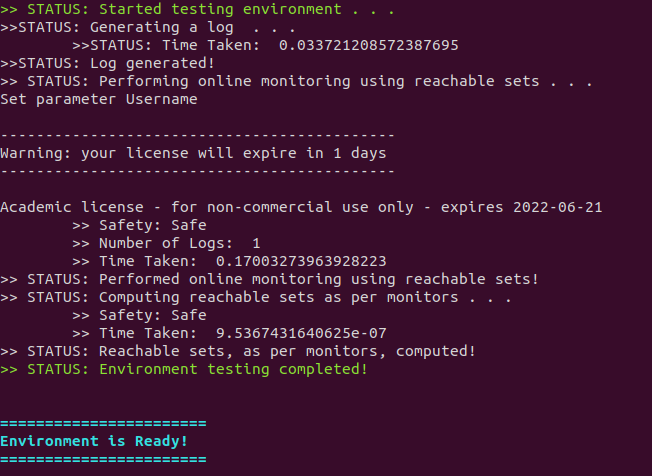 >> STATUS: Started testing environment . . .
>>STATUS: Generating a log  . . .
        >>STATUS: Time Taken:  0.033721208572387695
>>STATUS: Log generated!
>> STATUS: Performing online monitoring using reachable sets . . .
Set parameter Username

--------------------------------------------
Warning: your license will expire in 1 days
--------------------------------------------

Academic license - for non-commercial use only - expires 2022-06-21
        >> Safety: Safe
        >> Number of Logs:  1
        >> Time Taken:  0.17003273963928223
>> STATUS: Performed online monitoring using reachable sets!
>> STATUS: Computing reachable sets as per monitors . . .
        >> Safety: Safe
        >> Time Taken:  9.5367431640625e-07
>> STATUS: Reachable sets, as per monitors, computed!
>> STATUS: Environment testing completed!


=======================
Environment is Ready!
=======================